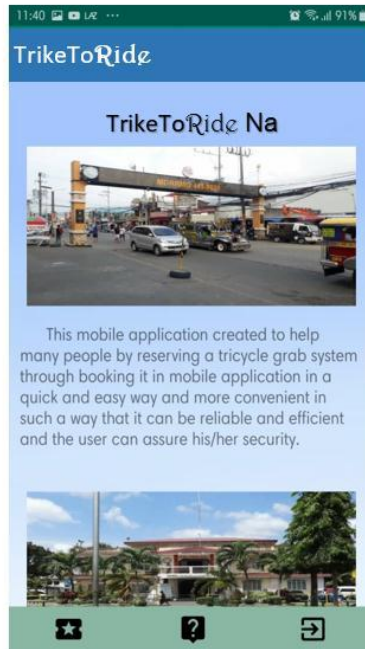 11:40
91%
TrikeToRide
TrikeToRide Na
This mobile application created to help
many people by reserving a tricycle grab system
through booking it in mobile application in a
quick and easy way and more convenient in
such a way that it can be reliable and efficient
and the user can assure his/her security.
?